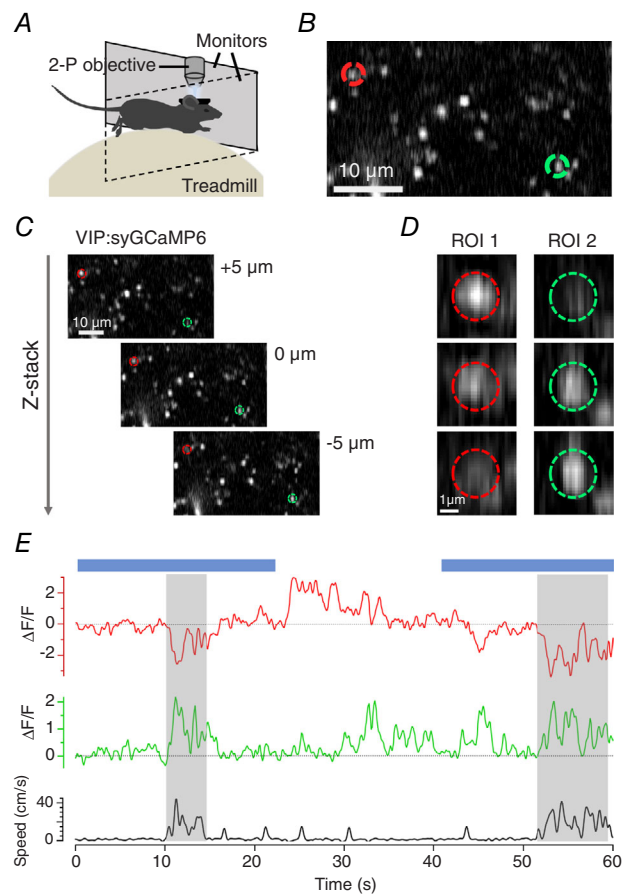 A
Monitors
2-P objective
Treadmill
B
10 µm
C
VIP:syGCaMP6
Z-stack
+5 µm
10 µm
0 µm
-5 µm
D
ROI 1
ROI 2
1µm
E
ΔF/F
2
0
-2
ΔF/F
2
1
0
Speed (cm/s)
40
0
0
10
20
30
40
50
60
Time (s)